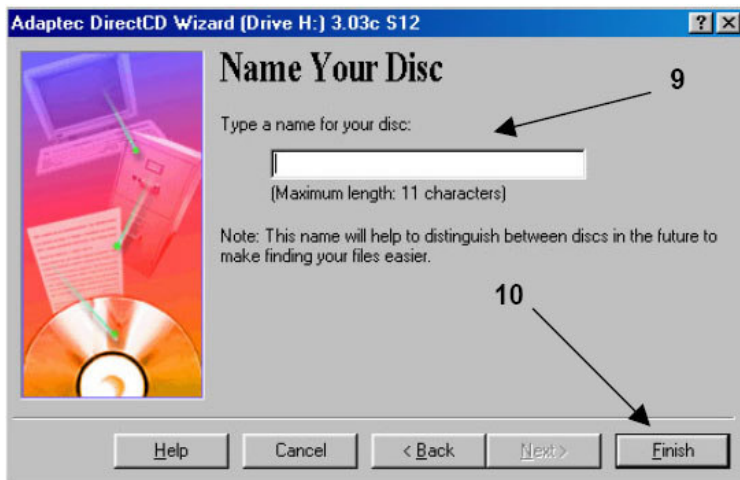 Adaptec DirectCD Wizard (Drive H:) 3.03c S12
Name Your Disc
9
Type a name for your disc:
(Maximum length: 11 characters)
Note: This name will help to distinguish between discs in the future to
make finding your files easier.
10
Help
Cancel
< Back
Next >
Finish